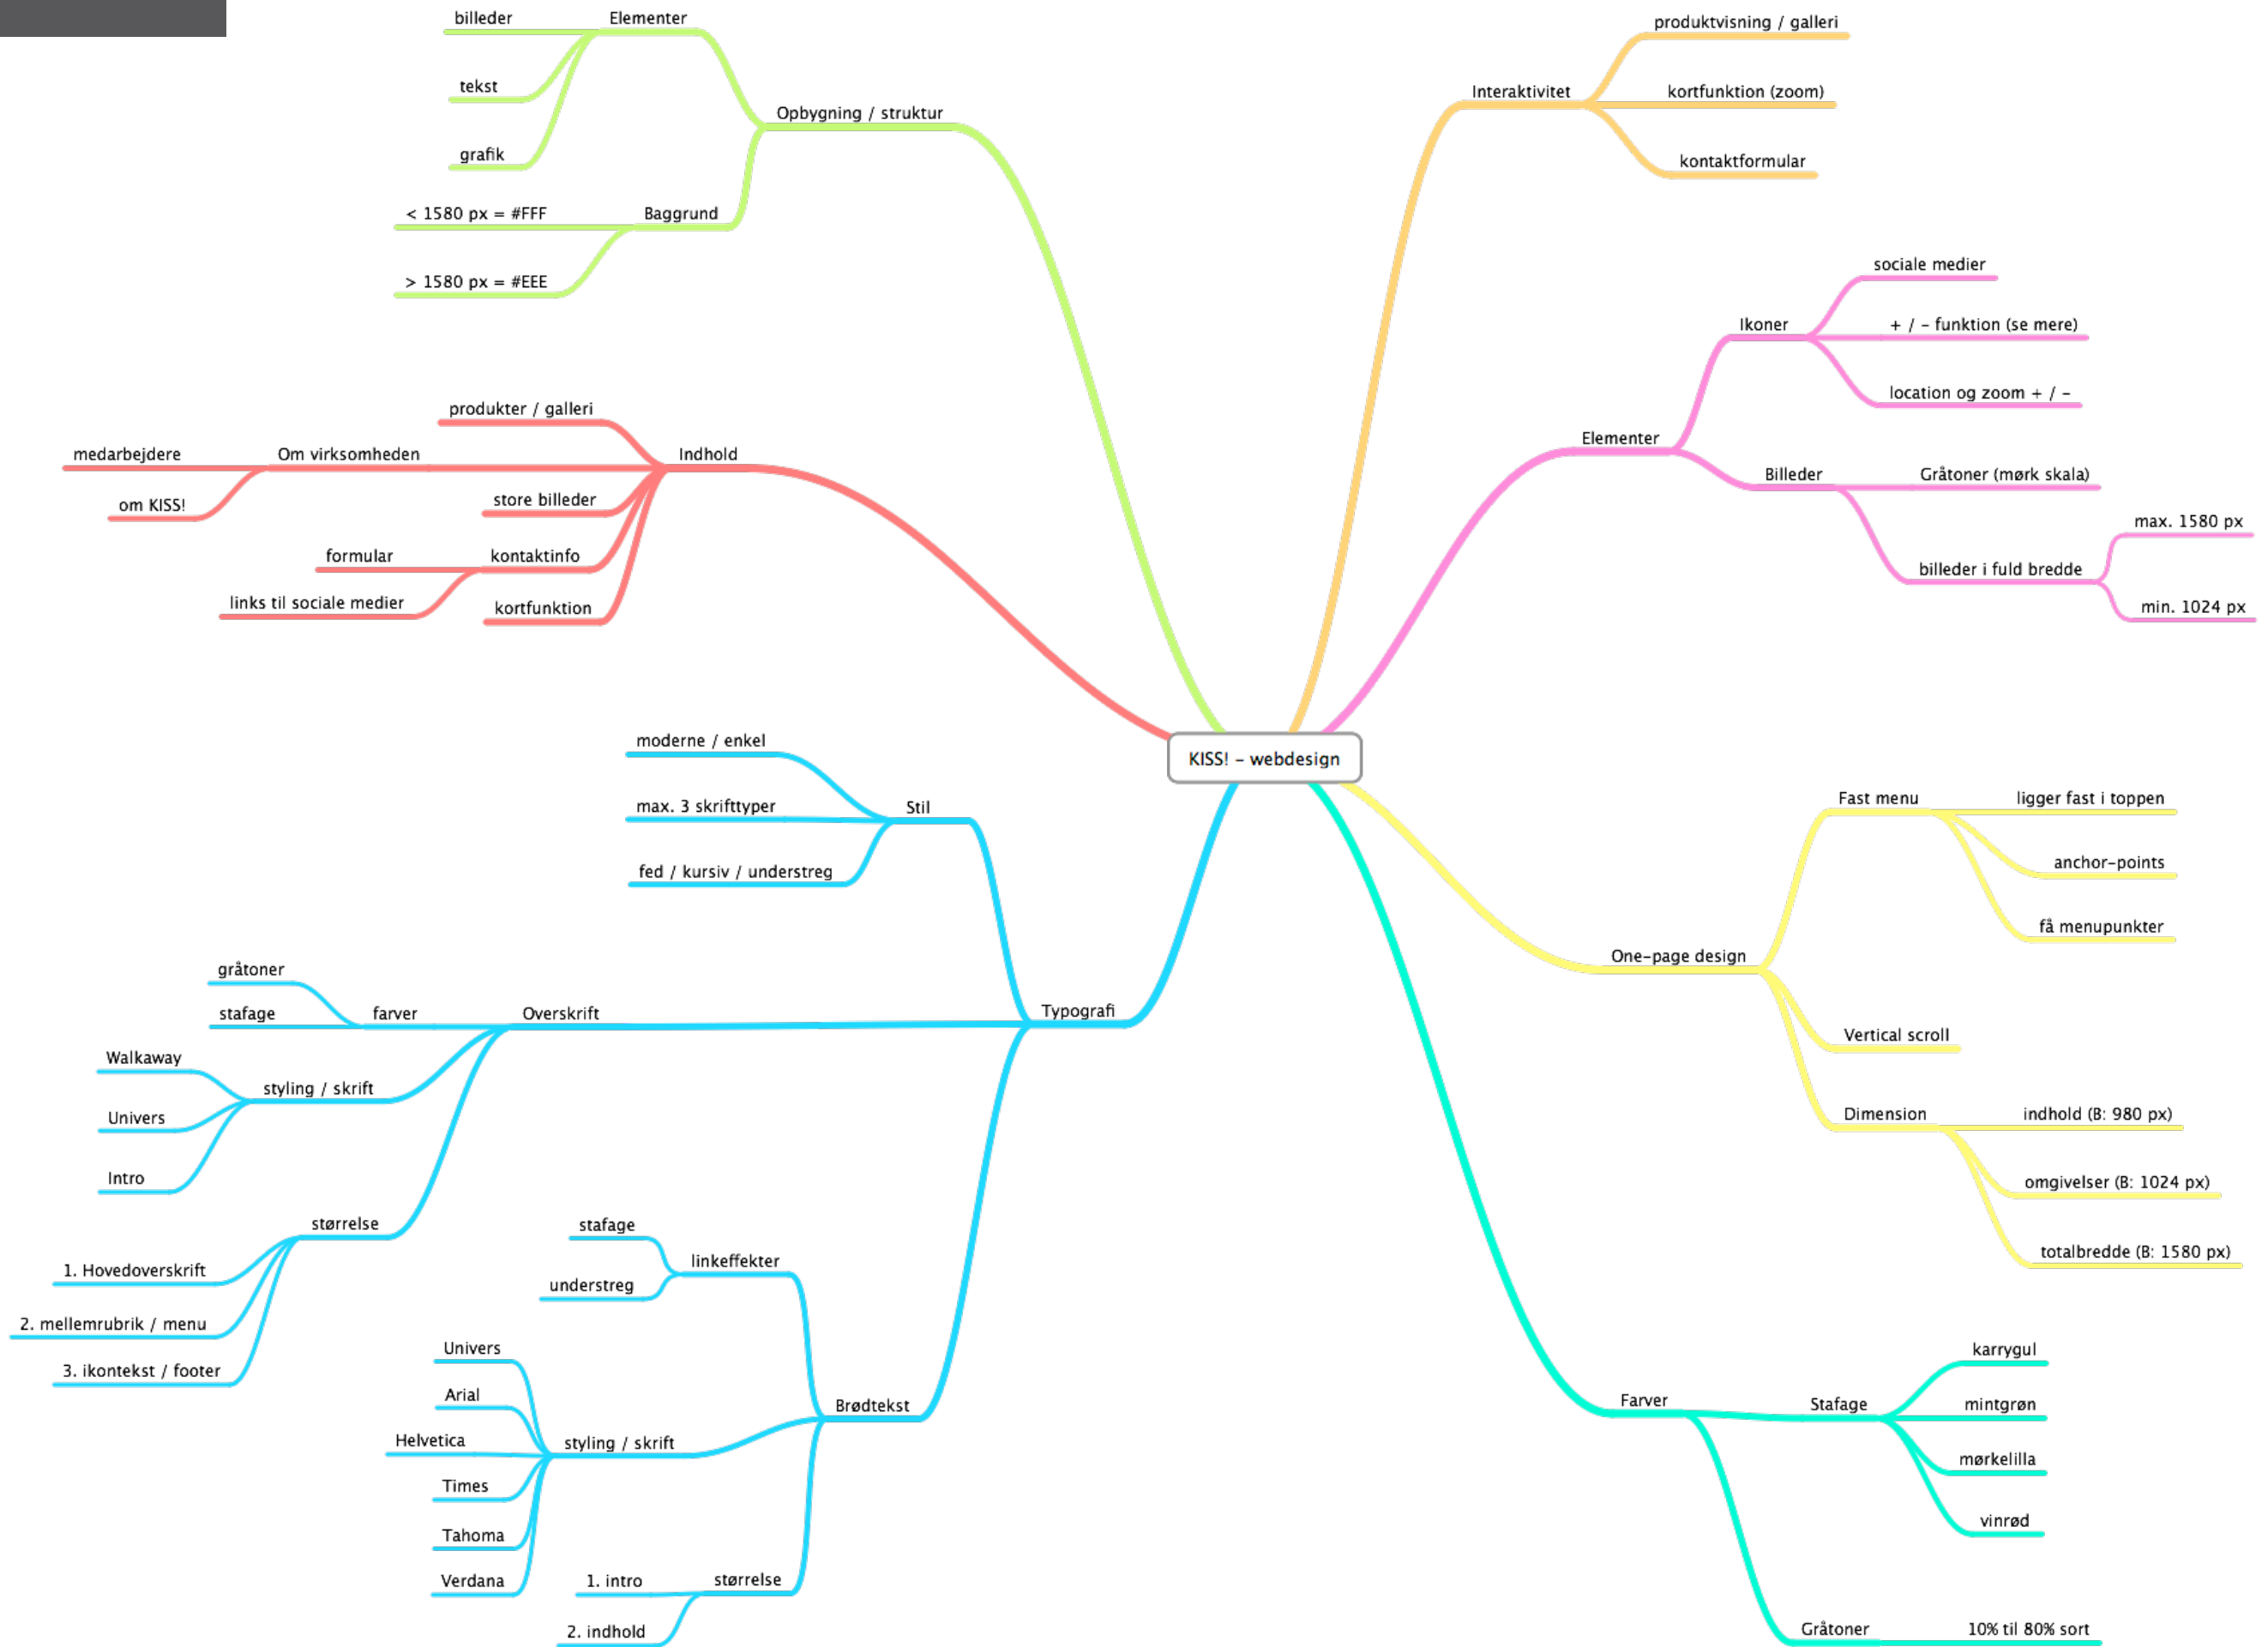 KISS! – webdesign
Opbygning / struktur
Elementer
billeder
tekst
grafik
Baggrund
< 1580 px = #FFF
> 1580 px = #EEE
Indhold
produkter / galleri
Om virksomheden
medarbejdere
om KISS!
store billeder
kontaktinfo
formular
links til sociale medier
kortfunktion
Typografi
Stil
moderne / enkel
max. 3 skrifttyper
fed / kursiv / understreg
Overskrift
farver
gråtoner
stafage
styling / skrift
Walkaway
Univers
Intro
størrelse
1. Hovedoverskrift
2. mellemrubrik / menu
3. ikontekst / footer
Brødtekst
linkeffekter
stafage
understreg
styling / skrift
Univers
Arial
Helvetica
Times
Tahoma
Verdana
størrelse
1. intro
2. indhold
Interaktivitet
produktvisning / galleri
kortfunktion (zoom)
kontaktformular
Elementer
Ikoner
sociale medier
+ / – funktion (se mere)
location og zoom + / –
Billeder
Gråtoner (mørk skala)
billeder i fuld bredde
max. 1580 px
min. 1024 px
One-page design
Fast menu
ligger fast i toppen
anchor-points
få menupunkter
Vertical scroll
Dimension
indhold (B: 980 px)
omgivelser (B: 1024 px)
totalbredde (B: 1580 px)
Farver
Stafage
karrygul
mintgrøn
mørkelilla
vinrød
Gråtoner
10% til 80% sort